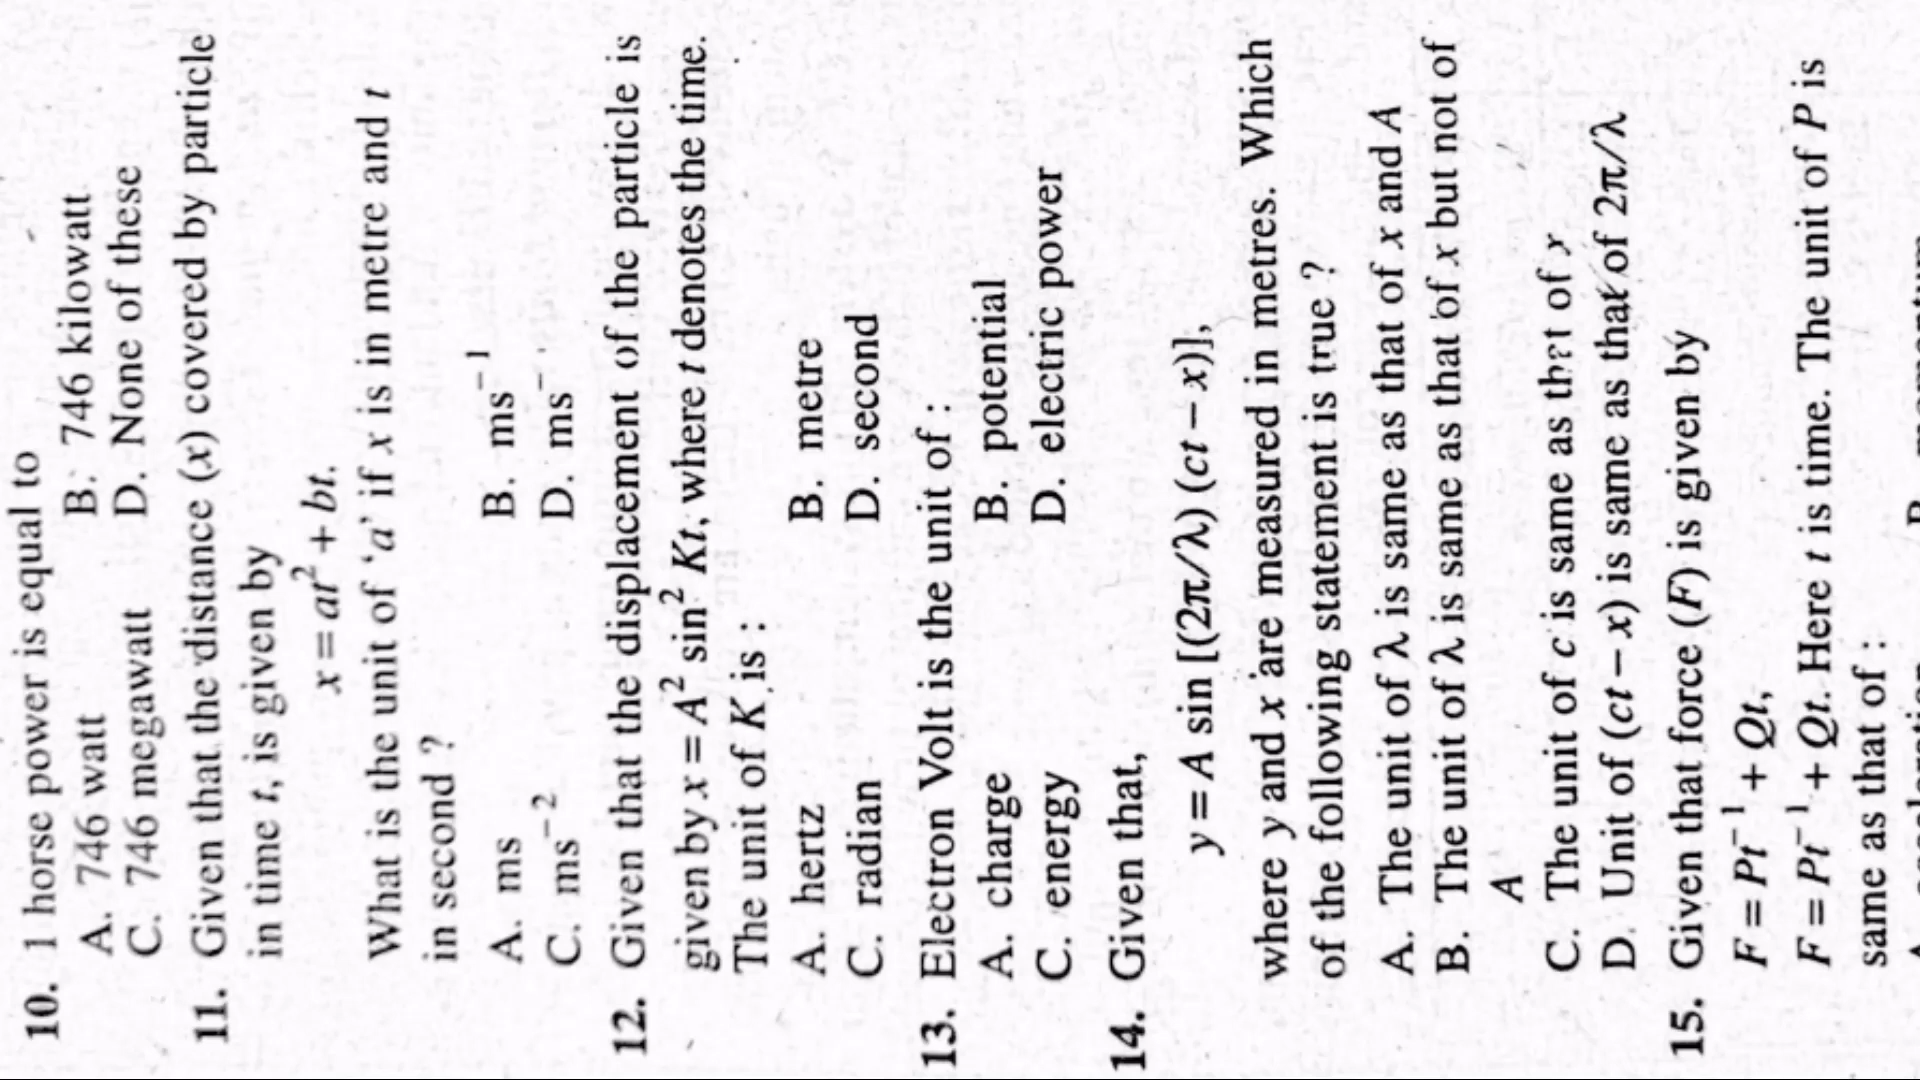 10. 1 horse power is equal to
A. 746 watt B. 746 kilowatt
C. 746 megawatt D. None of these
11. Given that the distance (x) covered by particle
in time t, is given by
x = at² + bt.
What is the unit of ‘a’ if x is in metre and t
in second ?
A. ms B. ms⁻¹
C. ms⁻² D. ms⁻
12. Given that the displacement of the particle is
given by x = A² sin² Kt, where t denotes the time.
The unit of K is :
A. hertz B. metre
C. radian D. second
13. Electron Volt is the unit of :
A. charge B. potential
C. energy D. electric power
14. Given that,
y = A sin [(2π/λ) (ct – x)],
where y and x are measured in metres. Which
of the following statement is true ?
A. The unit of λ is same as that of x and A
B. The unit of λ is same as that of x but not of
A
C. The unit of c is same as that of x
D. Unit of (ct – x) is same as that of 2π/λ
15. Given that force (F) is given by
F = Pt⁻¹ + Qt,
F = Pt⁻¹ + Qt. Here t is time. The unit of P is
same as that of :